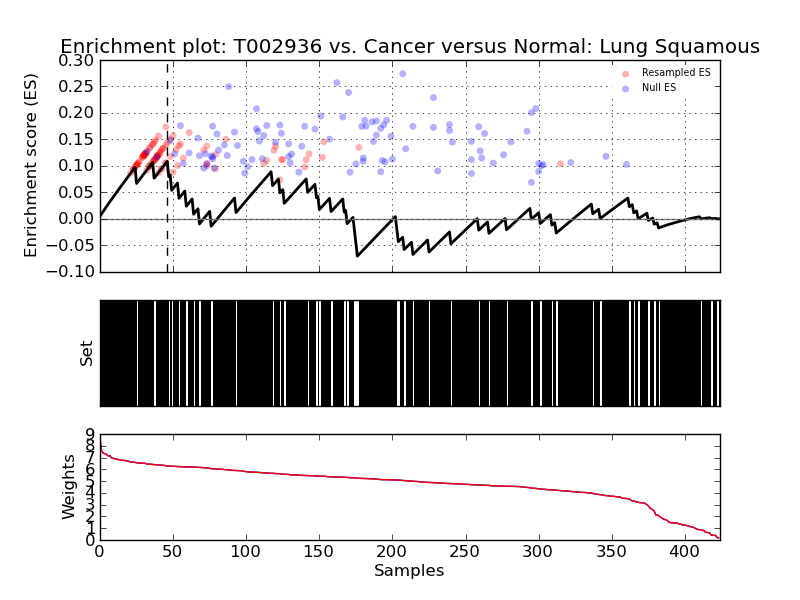 Enrichment plot: T002936 vs. Cancer versus Normal: Lung Squamous
Enrichment score (ES)
0.30
0.25
0.20
0.15
0.10
0.05
0.00
−0.05
−0.10
Resampled ES
Null ES
Set
Weights
9
8
7
6
5
4
3
2
1
0
0 50 100 150 200 250 300 350 400
Samples